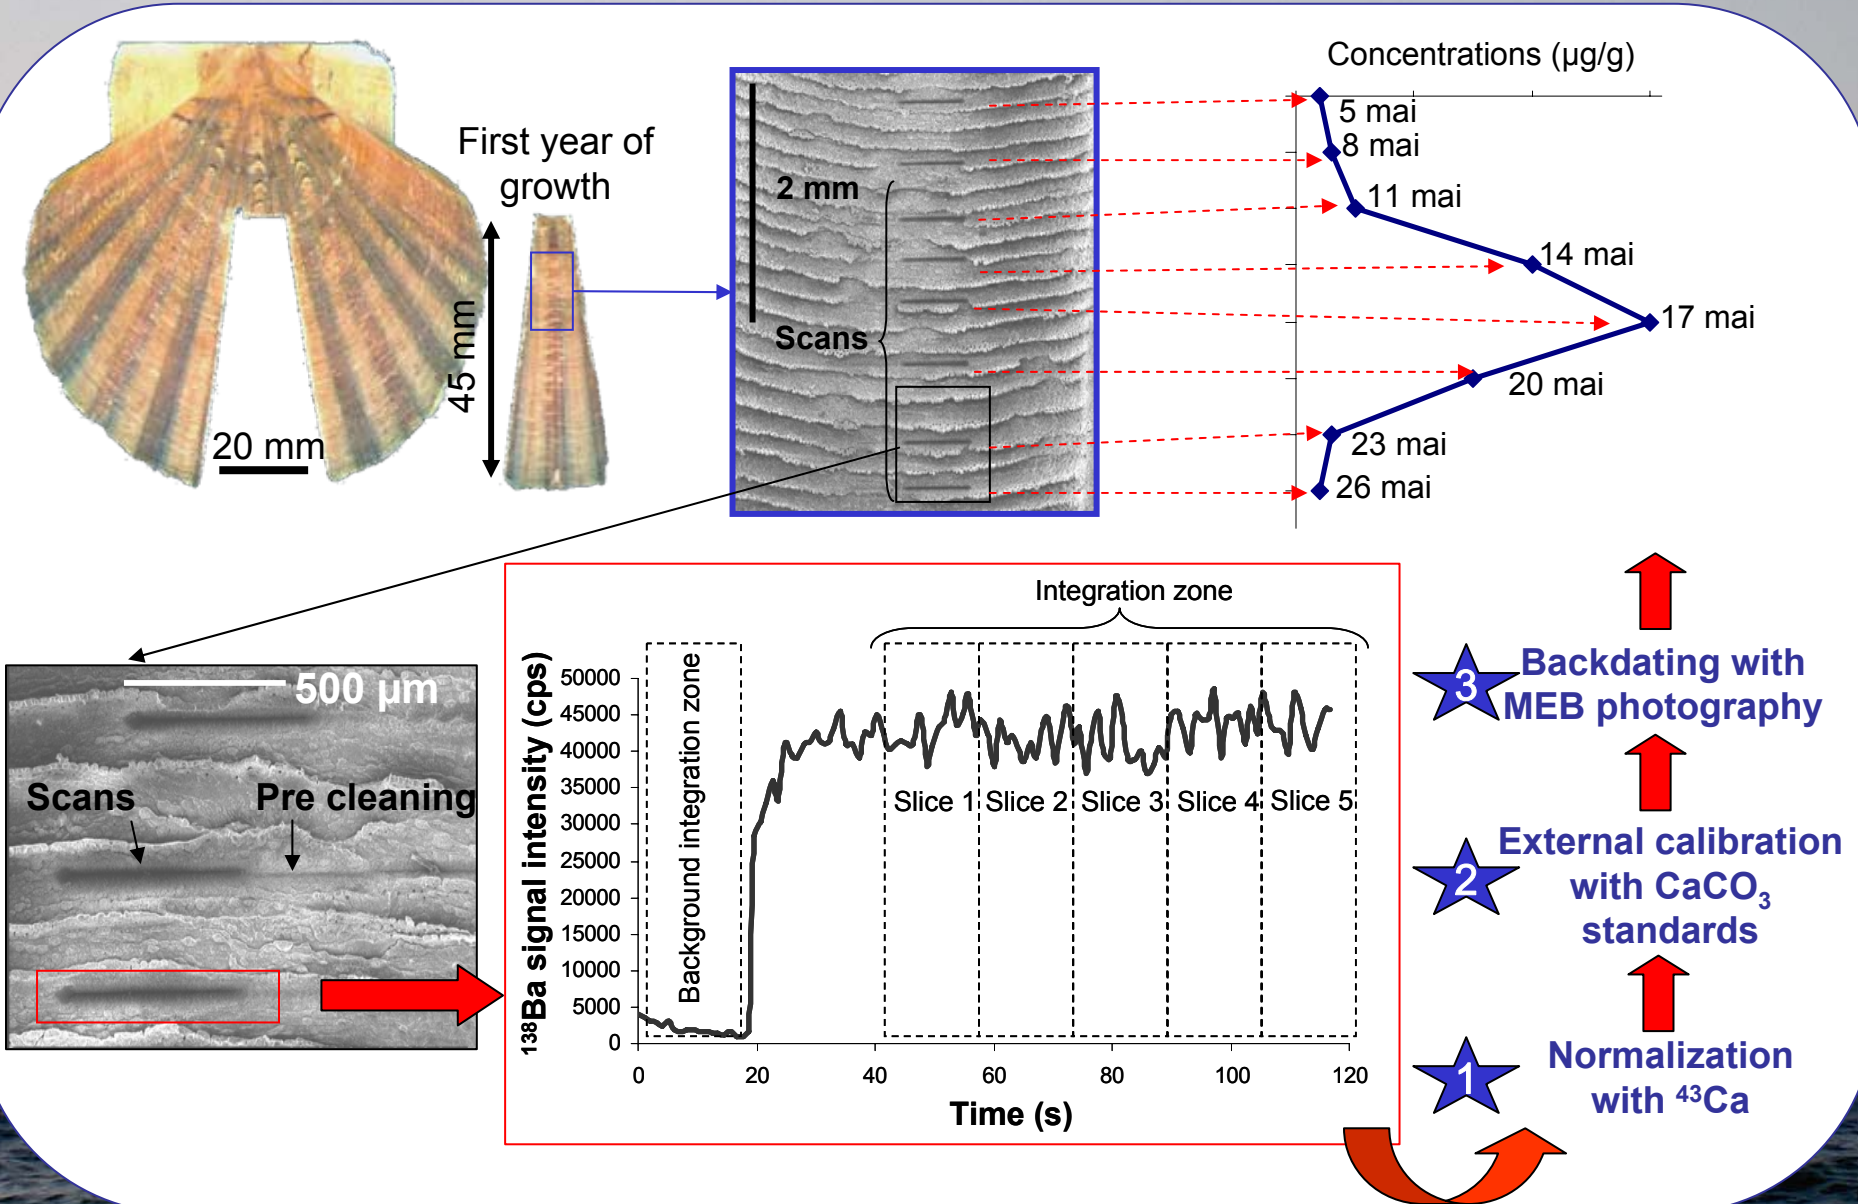 First year of
growth
45 mm
20 mm
2 mm
Scans
Concentrations (µg/g)
5 mai
8 mai
11 mai
14 mai
17 mai
20 mai
23 mai
26 mai
500 µm
Scans
Pre cleaning
Integration zone
Background integration zone
Slice 1
Slice 2
Slice 3
Slice 4
Slice 5
¹³⁸Ba signal intensity (cps)
50000
45000
40000
35000
30000
25000
20000
15000
10000
5000
0
0 20 40 60 80 100 120
Time (s)
3
Backdating with
MEB photography
2
External calibration
with CaCO₃
standards
1
Normalization
with ⁴³Ca